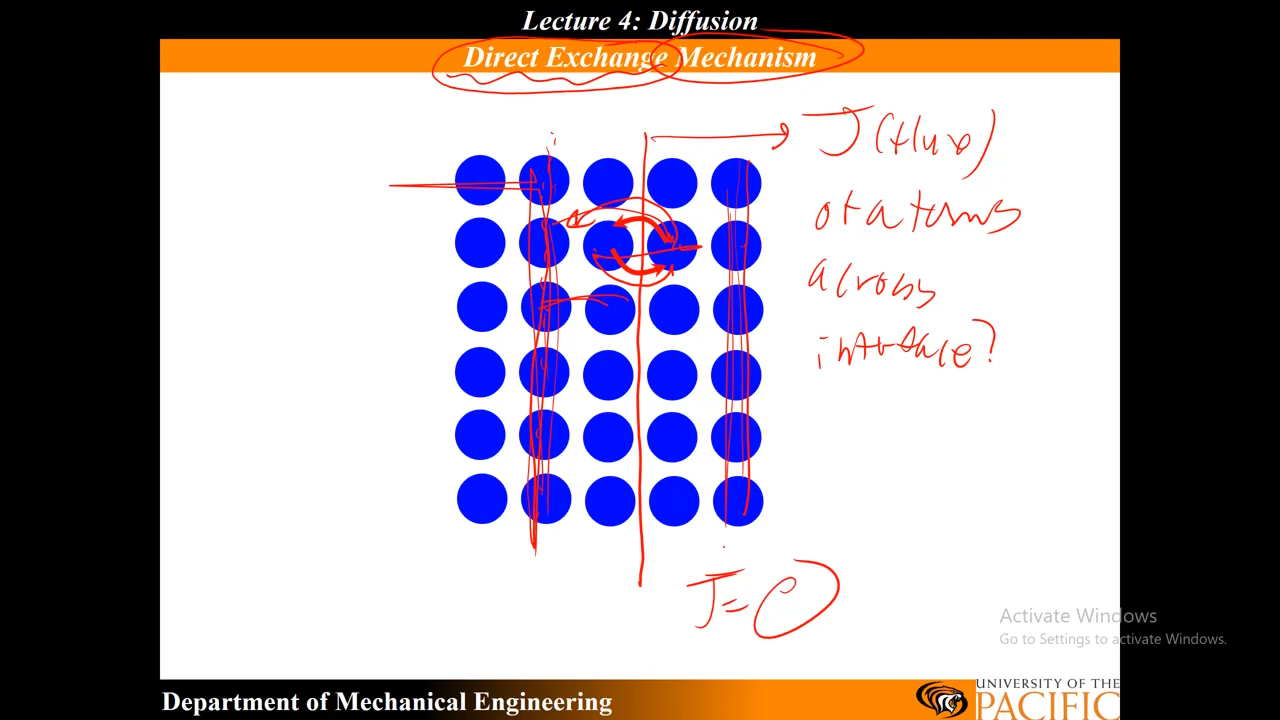 Lecture 4: Diffusion
Direct Exchange Mechanism
J (flux)
of atoms
across
interface?
J = 0
Activate Windows
Go to Settings to activate Windows.
Department of Mechanical Engineering
UNIVERSITY OF THE
PACIFIC